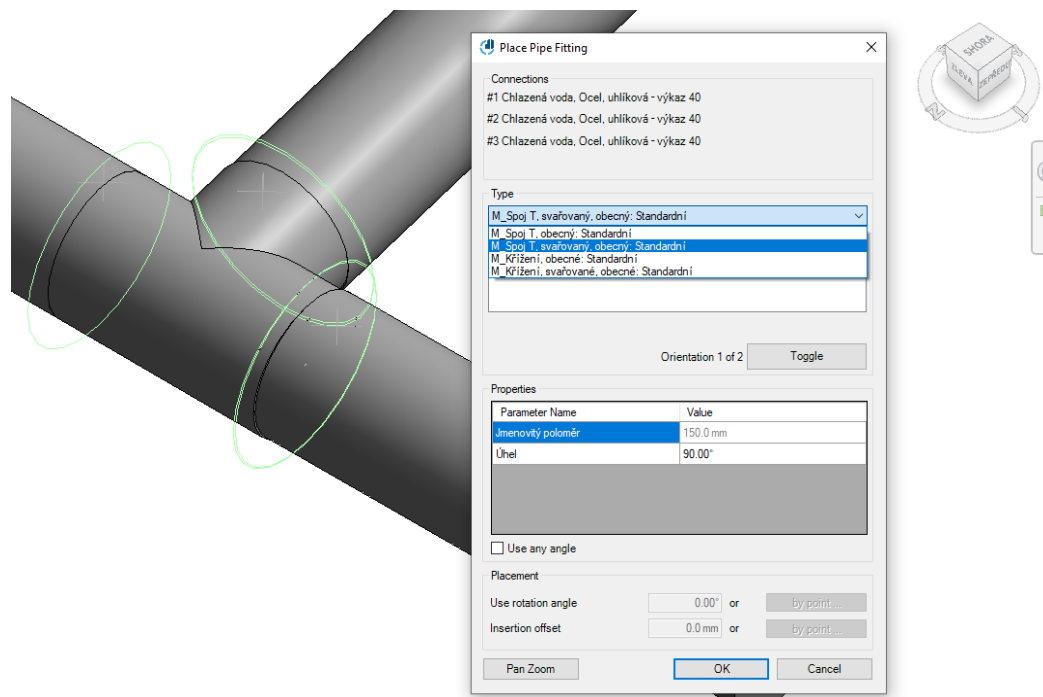 Place Pipe Fitting
Connections
#1 Chlazená voda, Ocel, uhlíková - výkaz 40
#2 Chlazená voda, Ocel, uhlíková - výkaz 40
#3 Chlazená voda, Ocel, uhlíková - výkaz 40
Type
M_Spoj T, svařovaný, obecný: Standardní
M_Spoj T, obecný: Standardní
M_Spoj T, svařovaný, obecný: Standardní
M_Křížení, obecné: Standardní
M_Křížení, svařované, obecné: Standardní
Orientation 1 of 2 Toggle
Properties
Parameter Name Value
Jmenovitý poloměr 150.0 mm
Úhel 90.00°
Use any angle
Placement
Use rotation angle 0.00° or by point ...
Insertion offset 0.0 mm or by point ...
Pan Zoom OK Cancel
SHORA
ZLEVA ZEPŘEDU